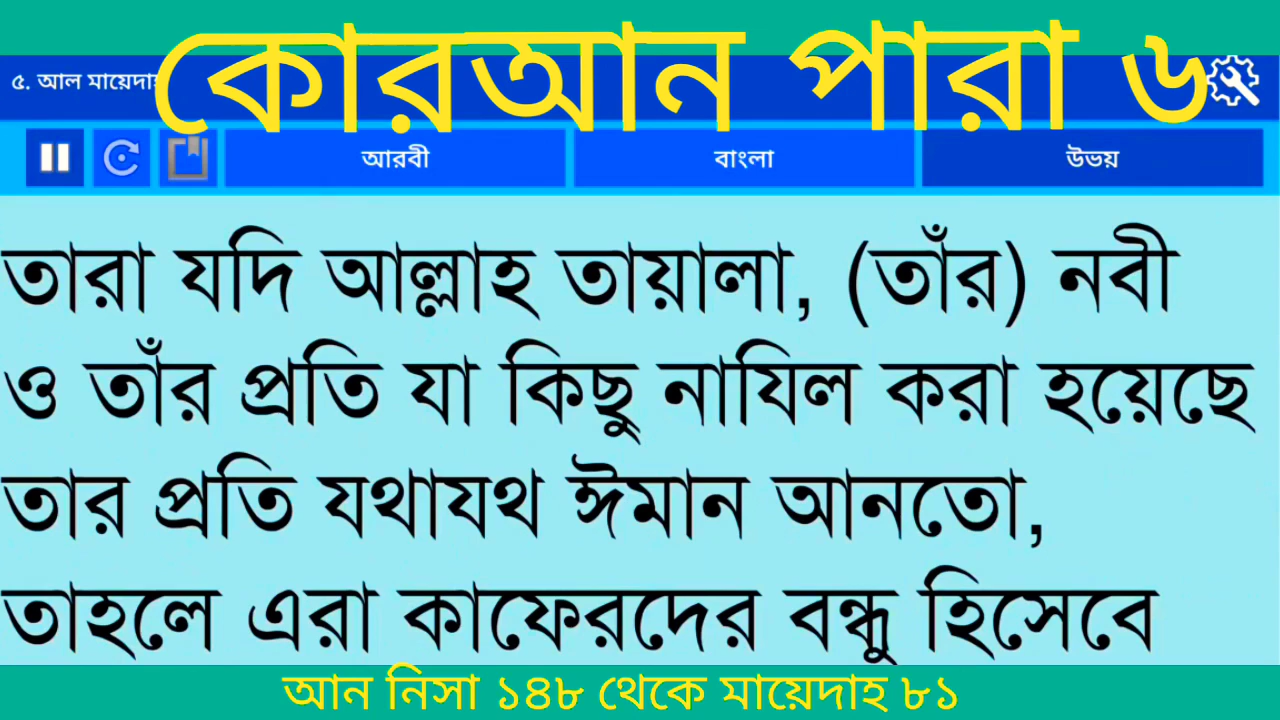 কোরআন পারা ৬
৫. আল মায়েদাহ
আরবী বাংলা উভয়
তারা যদি আল্লাহ তায়ালা, (তাঁর) নবী
ও তাঁর প্রতি যা কিছু নাযিল করা হয়েছে
তার প্রতি যথাযথ ঈমান আনতো,
তাহলে এরা কাফেরদের বন্ধু হিসেবে
আন নিসা ১৪৮ থেকে মায়েদাহ ৮১